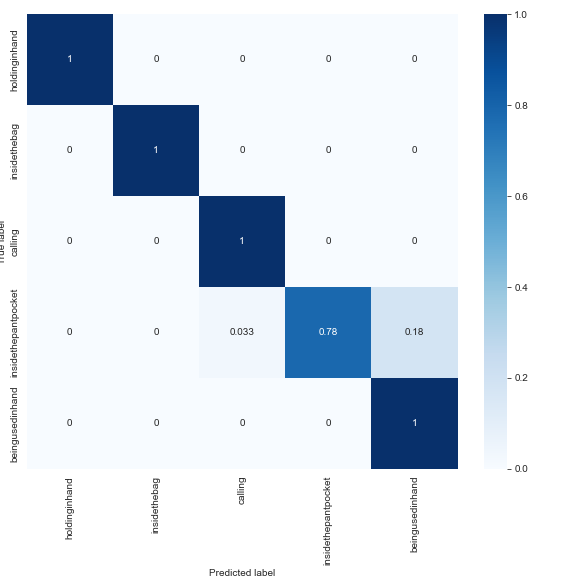 holdinginhand 1 0 0 0 0
insidethebag 0 1 0 0 0
True label
calling 0 0 1 0 0
insidethepantpocket 0 0 0.033 0.78 0.18
beingusedinhand 0 0 0 0 1
holdinginhand insidethebag calling insidethepantpocket beingusedinhand
Predicted label
1.0
0.8
0.6
0.4
0.2
0.0